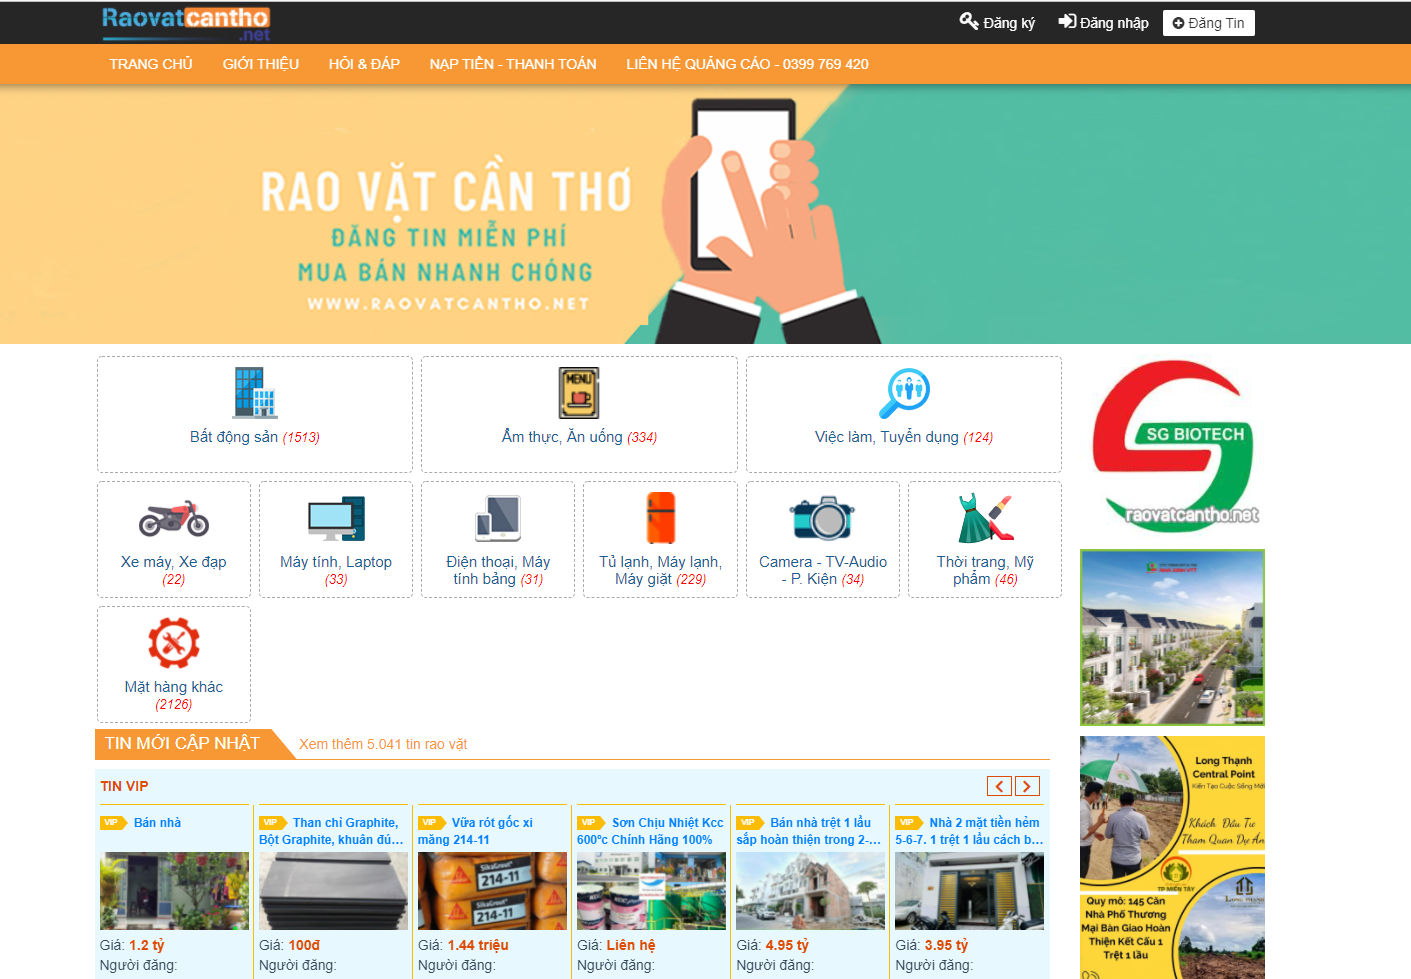 Raovatcantho
.net
Đăng ký
Đăng nhập
Đăng Tin
TRANG CHỦ
GIỚI THIỆU
HỎI & ĐÁP
NẠP TIỀN - THANH TOÁN
LIÊN HỆ QUẢNG CÁO - 0399 769 420
RAO VẶT CẦN THƠ
ĐĂNG TIN MIỄN PHÍ
MUA BÁN NHANH CHÓNG
WWW.RAOVATCANTHO.NET
Bất động sản (1513)
MENU
Ẩm thực, Ăn uống (334)
Việc làm, Tuyển dụng (124)
SG BIOTECH
raovatcantho.net
Xe máy, Xe đạp
(22)
Máy tính, Laptop
(33)
Điện thoại, Máy
tính bảng (31)
Tủ lạnh, Máy lạnh,
Máy giặt (229)
Camera - TV-Audio
- P. Kiện (34)
Thời trang, Mỹ
phẩm (46)
Mặt hàng khác
(2126)
TIN MỚI CẬP NHẬT
Xem thêm 5.041 tin rao vặt
TIN VIP
VIP Bán nhà
Giá: 1.2 tỷ
Người đăng:
VIP Than chì Graphite,
Bột Graphite, khuân đú...
Giá: 100đ
Người đăng:
VIP Vữa rót gốc xi
măng 214-11
SikaGrout
214-11
214-11
Giá: 1.44 triệu
Người đăng:
VIP Sơn Chịu Nhiệt Kcc
600ºc Chính Hãng 100%
Giá: Liên hệ
Người đăng:
VIP Bán nhà trệt 1 lầu
sắp hoàn thiện trong 2-...
Giá: 4.95 tỷ
Người đăng:
VIP Nhà 2 mặt tiền hẻm
5-6-7. 1 trệt 1 lầu cách b...
Giá: 3.95 tỷ
Người đăng:
Long Thạnh
Central Point
Kiến Tạo Cuộc Sống Mới
Khách Đầu Tư
Tham Quan Dự Án
TP MIỀN TÂY
Quy mô: 145 Căn
Nhà Phố Thương
Mại Bàn Giao Hoàn
Thiện Kết Cấu 1
Trệt 1 lầu